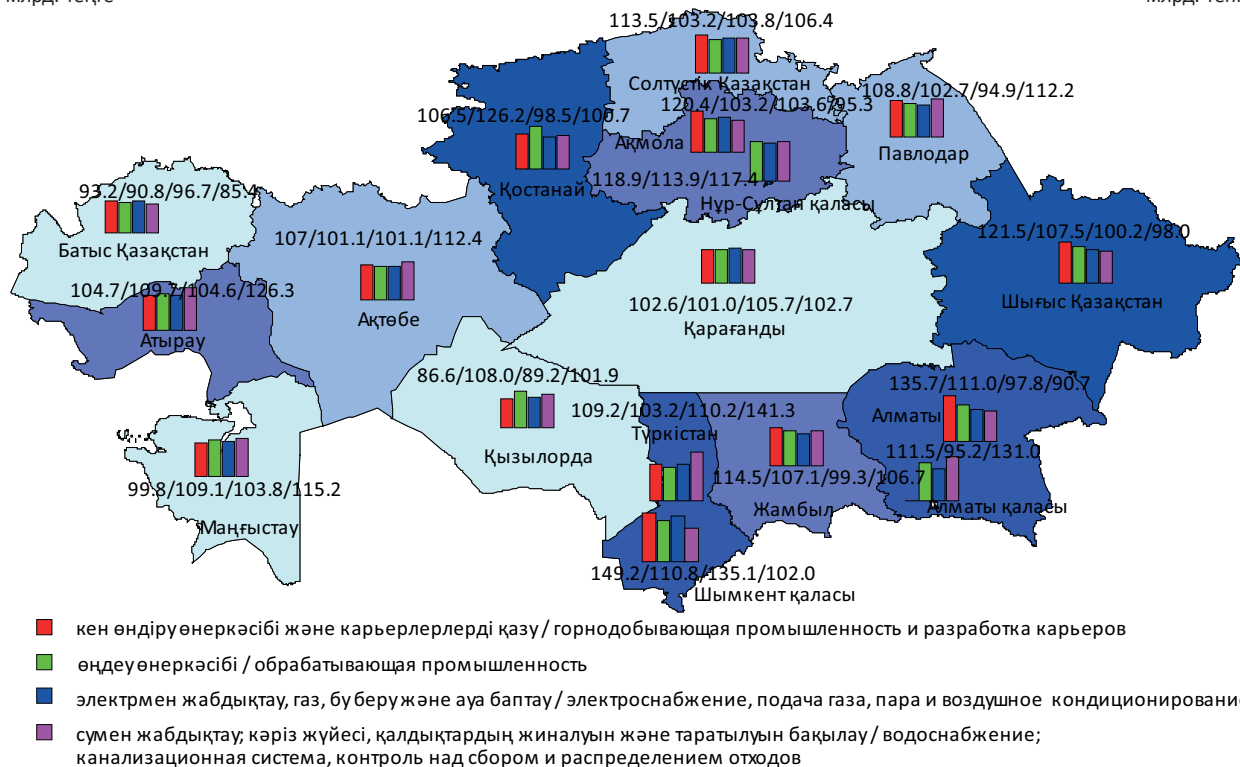 113.5/103.2/103.8/106.4
Солтүстік Қазақстан
108.8/102.7/94.9/112.2
Павлодар
120.4/103.2/103.6/95.3
Ақмола
106.5/126.2/98.5/100.7
Қостанай
118.9/113.9/117.4
Нұр-Сұлтан қаласы
93.2/90.8/96.7/85.4
Батыс Қазақстан
107/101.1/101.1/112.4
Ақтөбе
121.5/107.5/100.2/98.0
Шығыс Қазақстан
104.7/109.7/104.6/126.3
Атырау
102.6/101.0/105.7/102.7
Қарағанды
86.6/108.0/89.2/101.9
Қызылорда
135.7/111.0/97.8/90.7
Алматы
109.2/103.2/110.2/141.3
Түркістан
111.5/95.2/131.0
Алматы қаласы
114.5/107.1/99.3/106.7
Жамбыл
99.8/109.1/103.8/115.2
Маңғыстау
149.2/110.8/135.1/102.0
Шымкент қаласы
кен өндіру өнеркәсібі және карьерлерлерді қазу / горнодобывающая промышленность и разработка карьеров
өңдеу өнеркәсібі / обрабатывающая промышленность
электрмен жабдықтау, газ, бу беру және ауа баптау / электроснабжение, подача газа, пара и воздушное кондиционирование
сумен жабдықтау; кәріз жүйесі, қалдықтардың жиналуын және таратылуын бақылау / водоснабжение;
канализационная система, контроль над сбором и распределением отходов